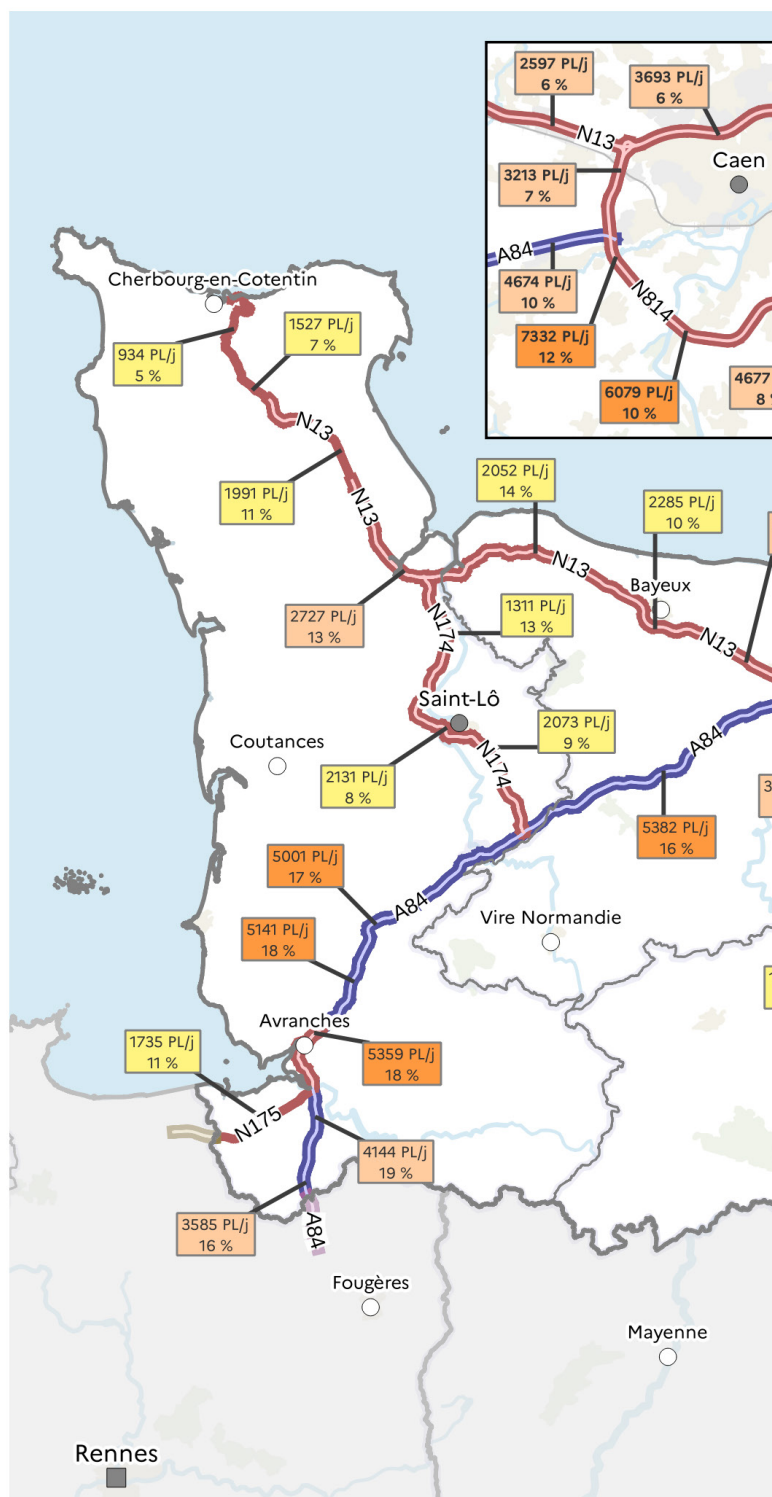 2597 PL/j
6 %
3693 PL/j
6 %
N13
Caen
3213 PL/j
7 %
A84
4674 PL/j
10 %
N814
7332 PL/j
12 %
6079 PL/j
10 %
4677
8
Cherbourg-en-Cotentin
1527 PL/j
7 %
934 PL/j
5 %
N13
1991 PL/j
11 %
N13
2052 PL/j
14 %
2285 PL/j
10 %
N13
Bayeux
2727 PL/j
13 %
N174
1311 PL/j
13 %
N13
Saint-Lô
2073 PL/j
9 %
A84
Coutances
N174
2131 PL/j
8 %
3
5382 PL/j
16 %
5001 PL/j
17 %
A84
Vire Normandie
5141 PL/j
18 %
Avranches
1735 PL/j
11 %
5359 PL/j
18 %
N175
4144 PL/j
19 %
3585 PL/j
16 %
A84
Fougères
Mayenne
Rennes